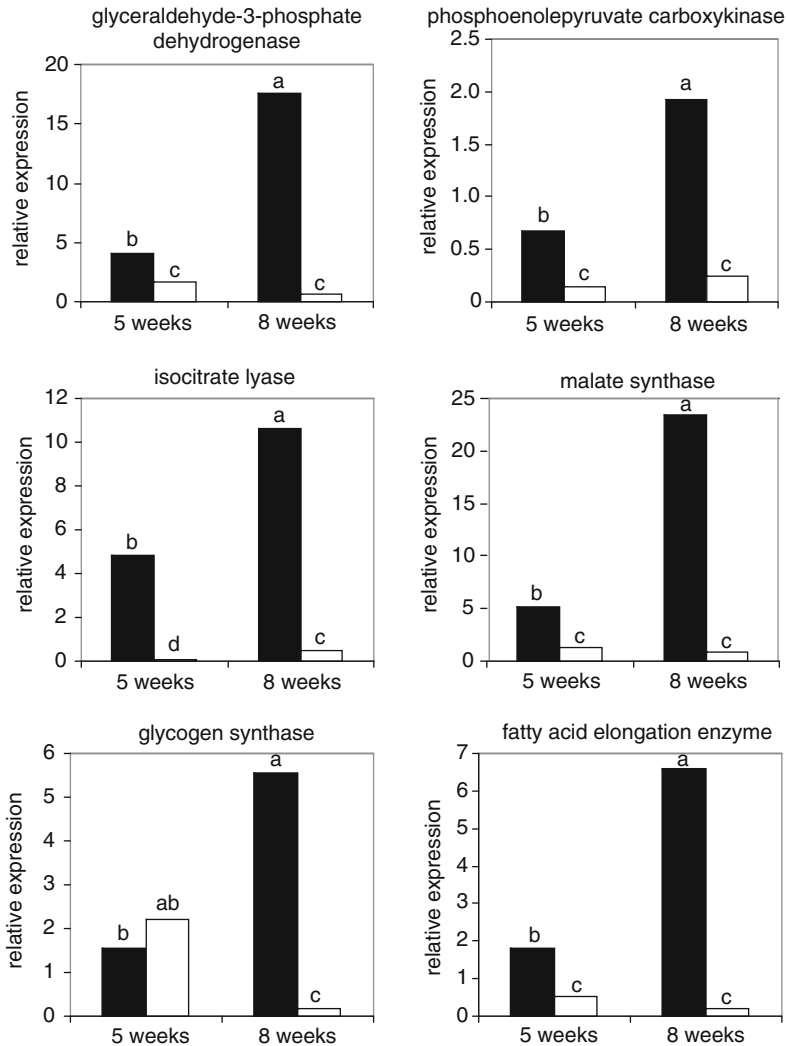 glyceraldehyde-3-phosphate
dehydrogenase
relative expression
20
15
10
5
0
b
c
a
c
5 weeks
8 weeks
phosphoenolepyruvate carboxykinase
relative expression
2.5
2.0
1.5
1.0
0.5
0
b
c
a
c
5 weeks
8 weeks
isocitrate lyase
relative expression
12
10
8
6
4
2
0
b
d
a
c
5 weeks
8 weeks
malate synthase
relative expression
25
20
15
10
5
0
b
c
a
c
5 weeks
8 weeks
glycogen synthase
relative expression
6
5
4
3
2
1
0
b
ab
a
c
5 weeks
8 weeks
fatty acid elongation enzyme
relative expression
7
6
5
4
3
2
1
0
b
c
a
c
5 weeks
8 weeks